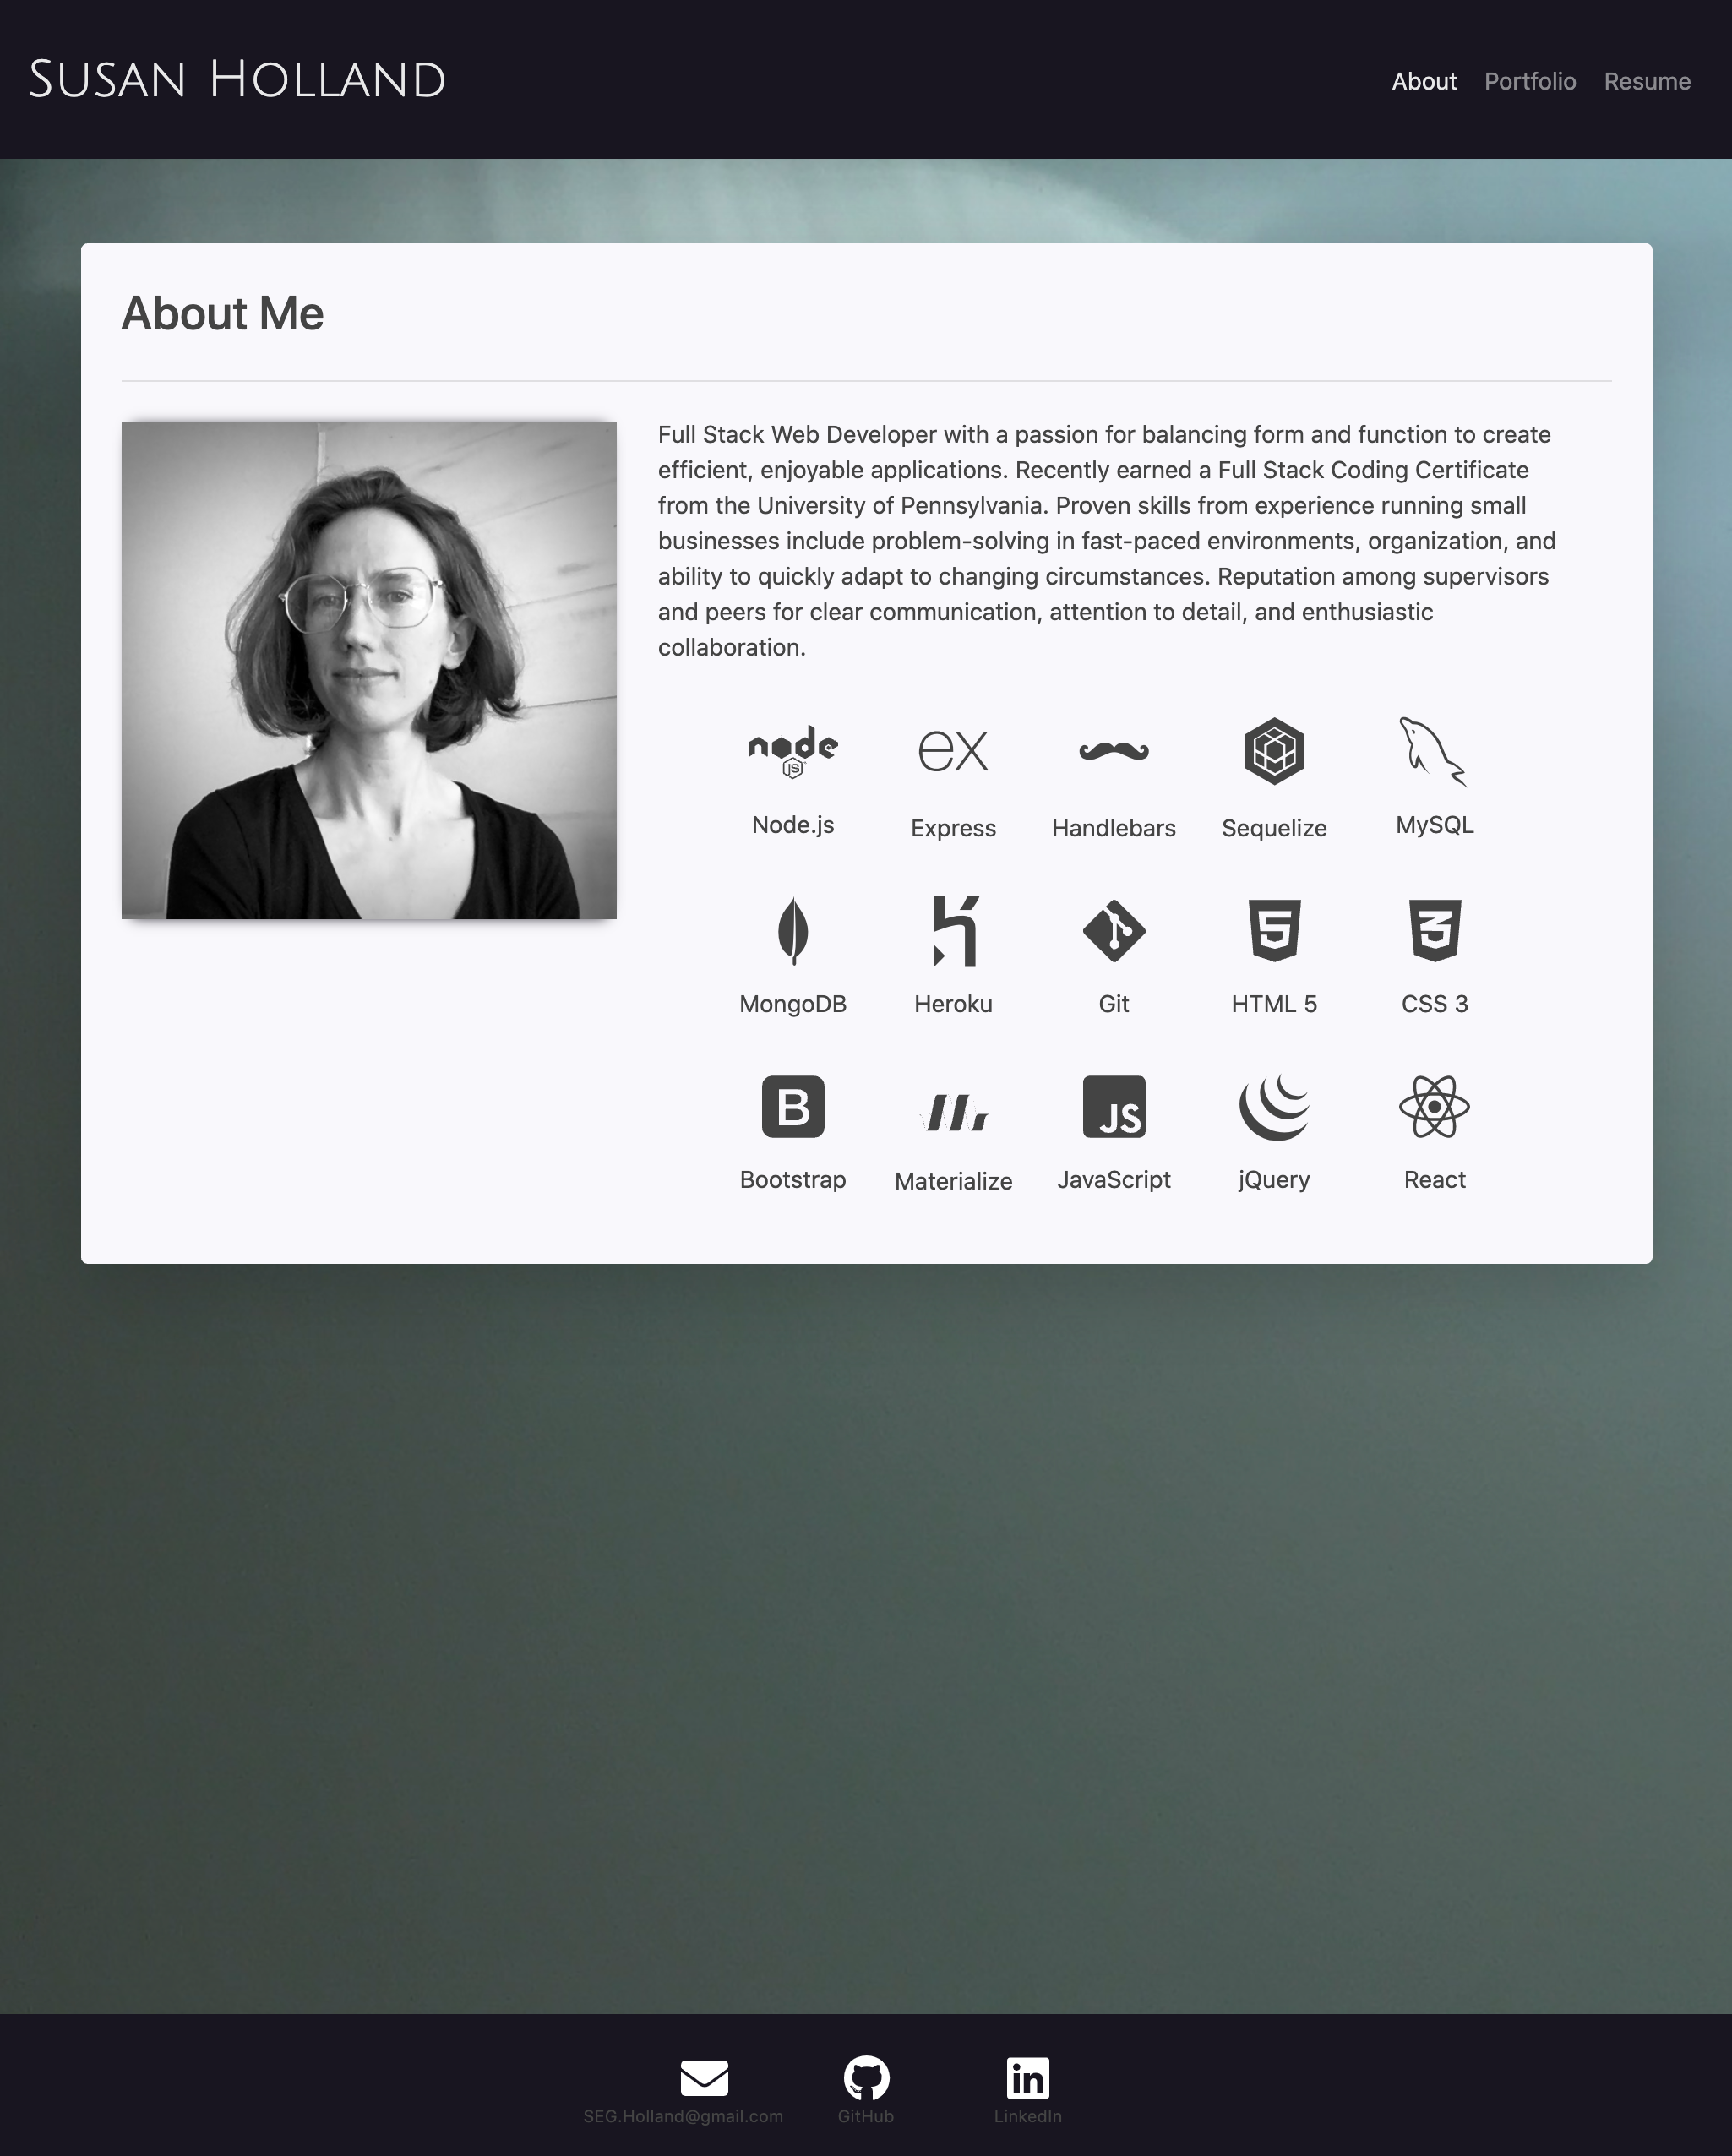 Susan Holland
About Portfolio Resume
About Me
Full Stack Web Developer with a passion for balancing form and function to create
efficient, enjoyable applications. Recently earned a Full Stack Coding Certificate
from the University of Pennsylvania. Proven skills from experience running small
businesses include problem-solving in fast-paced environments, organization, and
ability to quickly adapt to changing circumstances. Reputation among supervisors
and peers for clear communication, attention to detail, and enthusiastic
collaboration.
node
JS
ex
Node.js Express Handlebars Sequelize MySQL
5 3
MongoDB Heroku Git HTML 5 CSS 3
B JS
Bootstrap Materialize JavaScript jQuery React
in
SEG.Holland@gmail.com GitHub LinkedIn